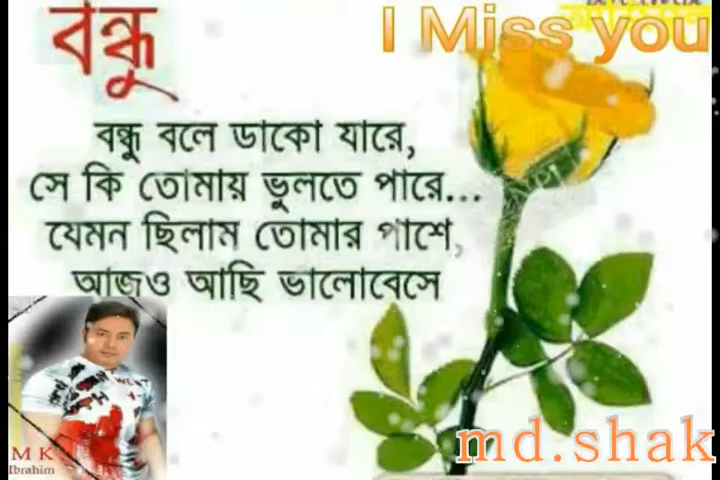 বন্ধু
I Miss you
বন্ধু বলে ডাকো যারে,
সে কি তোমায় ভুলতে পারে...
যেমন ছিলাম তোমার পাশে,
আজও আছি ভালোবেসে
M K
Ibrahim
md.shak